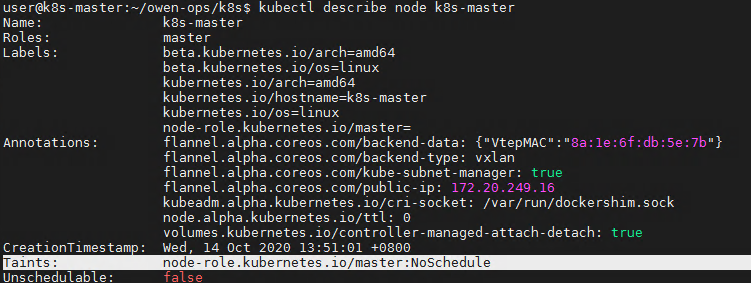 user@k8s-master:~/owen-ops/k8s$ kubectl describe node k8s-master
Name:               k8s-master
Roles:              master
Labels:             beta.kubernetes.io/arch=amd64
                    beta.kubernetes.io/os=linux
                    kubernetes.io/arch=amd64
                    kubernetes.io/hostname=k8s-master
                    kubernetes.io/os=linux
                    node-role.kubernetes.io/master=
Annotations:        flannel.alpha.coreos.com/backend-data: {"VtepMAC":"8a:1e:6f:db:5e:7b"}
                    flannel.alpha.coreos.com/backend-type: vxlan
                    flannel.alpha.coreos.com/kube-subnet-manager: true
                    flannel.alpha.coreos.com/public-ip: 172.20.249.16
                    kubeadm.alpha.kubernetes.io/cri-socket: /var/run/dockershim.sock
                    node.alpha.kubernetes.io/ttl: 0
                    volumes.kubernetes.io/controller-managed-attach-detach: true
CreationTimestamp:  Wed, 14 Oct 2020 13:51:01 +0800
Taints:             node-role.kubernetes.io/master:NoSchedule
Unschedulable:      false